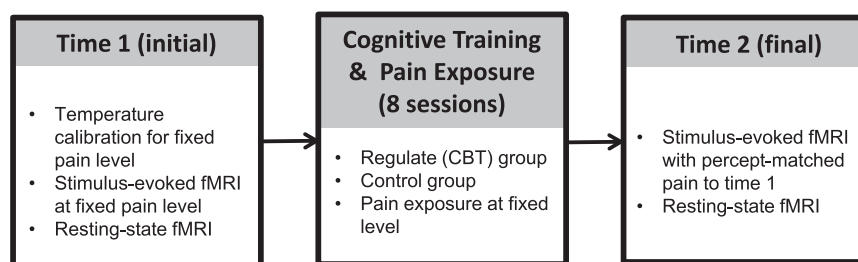 Time 1 (initial)
• Temperature
calibration for fixed
pain level
• Stimulus-evoked fMRI
at fixed pain level
• Resting-state fMRI
Cognitive Training
& Pain Exposure
(8 sessions)
• Regulate (CBT) group
• Control group
• Pain exposure at fixed
level
Time 2 (final)
• Stimulus-evoked fMRI
with percept-matched
pain to time 1
• Resting-state fMRI